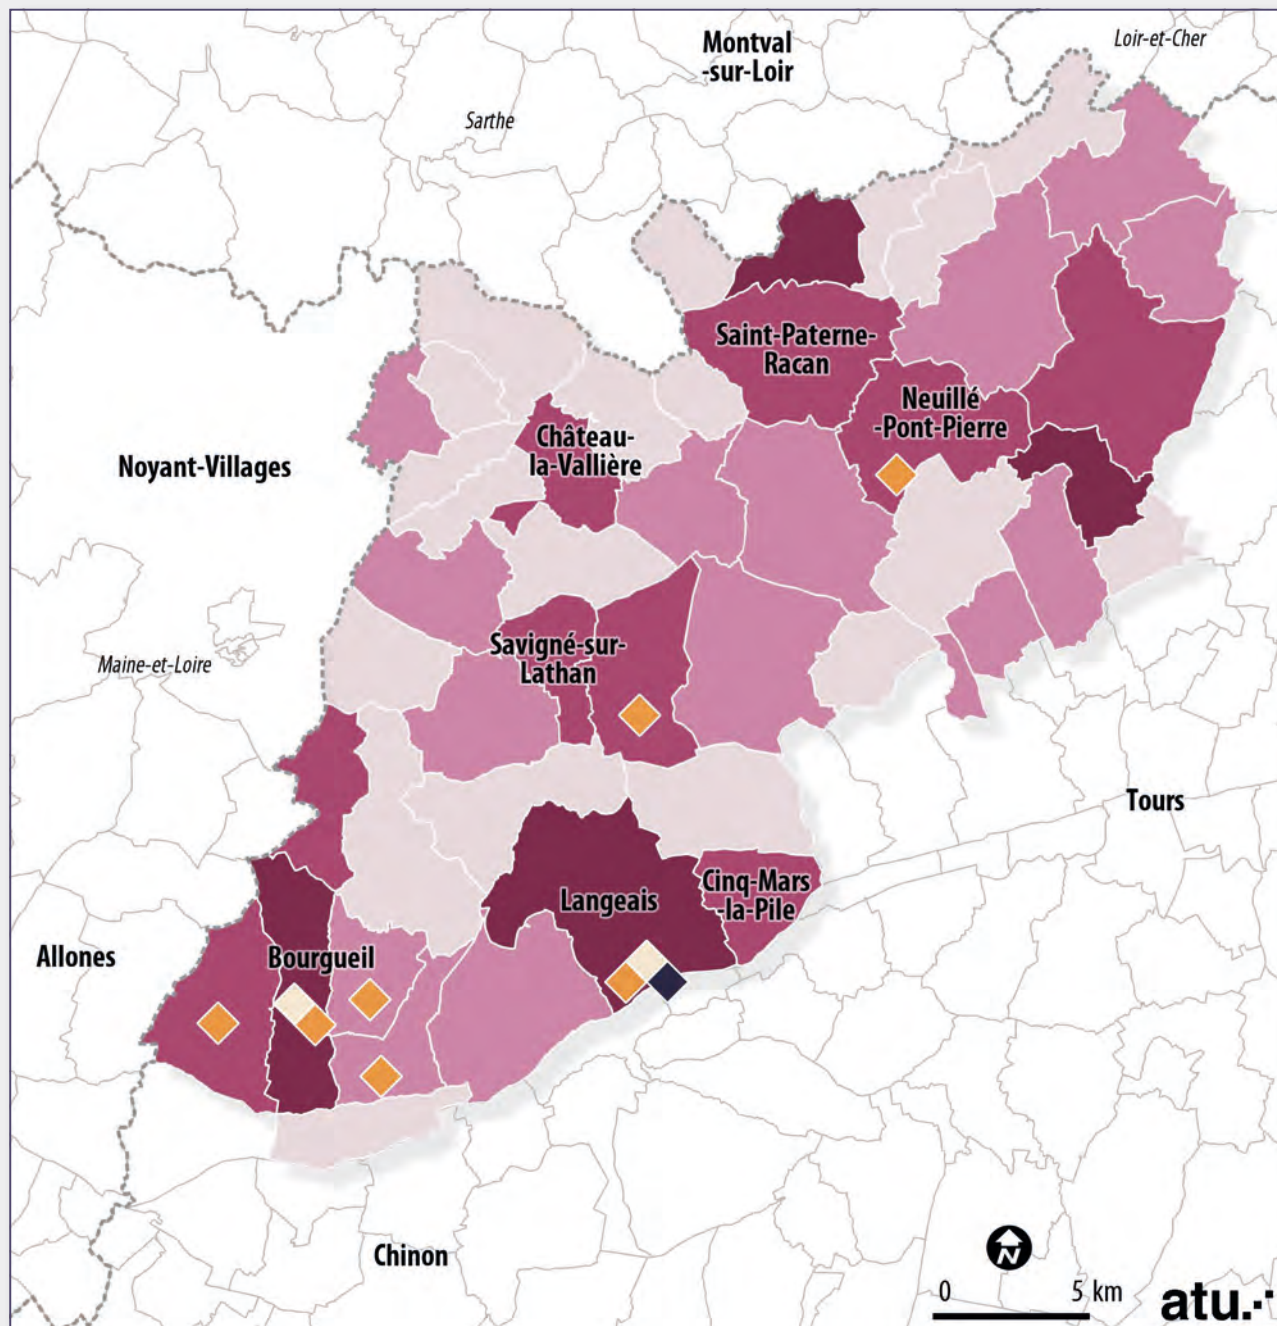 Montval
-sur-Loir
Loir-et-Cher
Sarthe
Saint-Paterne-
Racan
Neuillé
-Pont-Pierre
Château-
la-Vallière
Noyant-Villages
Savigné-sur-
Lathan
Maine-et-Loire
Tours
Cinq-Mars
-la-Pile
Langeais
Allones
Bourgueil
Chinon
N
0 5 km
atu.